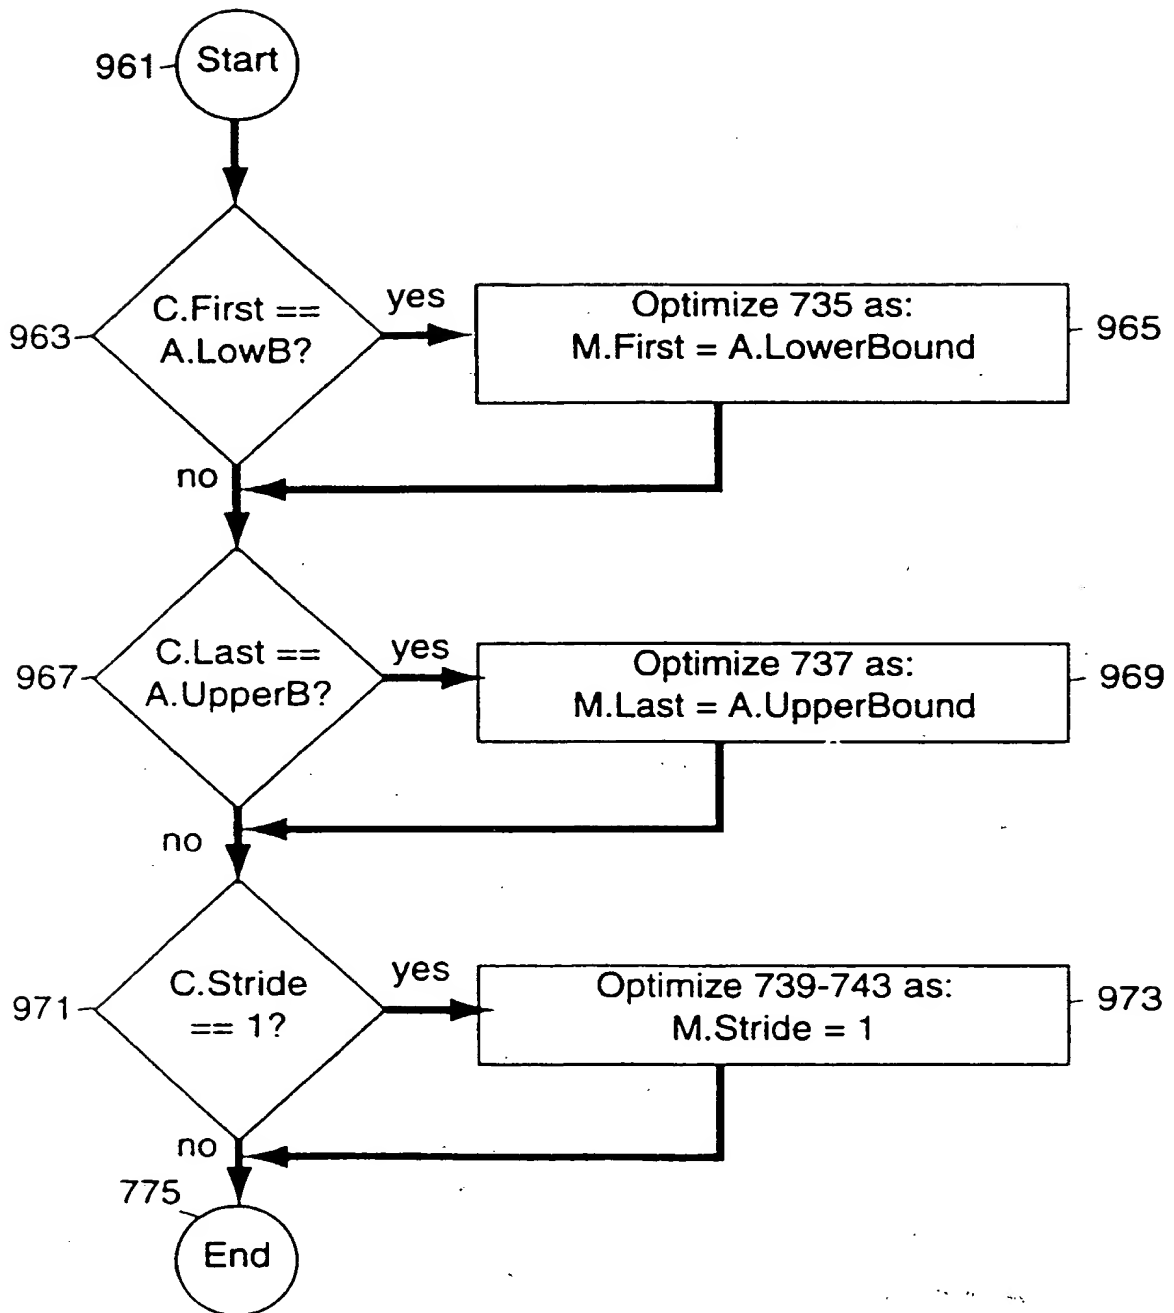 961
Start
963
C.First ==
A.LowB?
yes
Optimize 735 as:
M.First = A.LowerBound
965
no
967
C.Last ==
A.UpperB?
yes
Optimize 737 as:
M.Last = A.UpperBound
969
no
971
C.Stride
== 1?
yes
Optimize 739-743 as:
M.Stride = 1
973
no
775
End